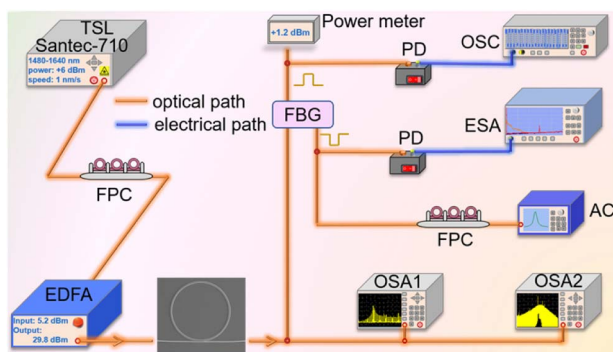 TSL
Santec-710
1480-1640 nm
power: +6 dBm
speed: 1 nm/s
optical path
electrical path
FPC
EDFA
Input: 5.2 dBm
Output:
29.8 dBm
Power meter
+1.2 dBm
FBG
PD
OSC
PD
ESA
FPC
AC
OSA1
OSA2